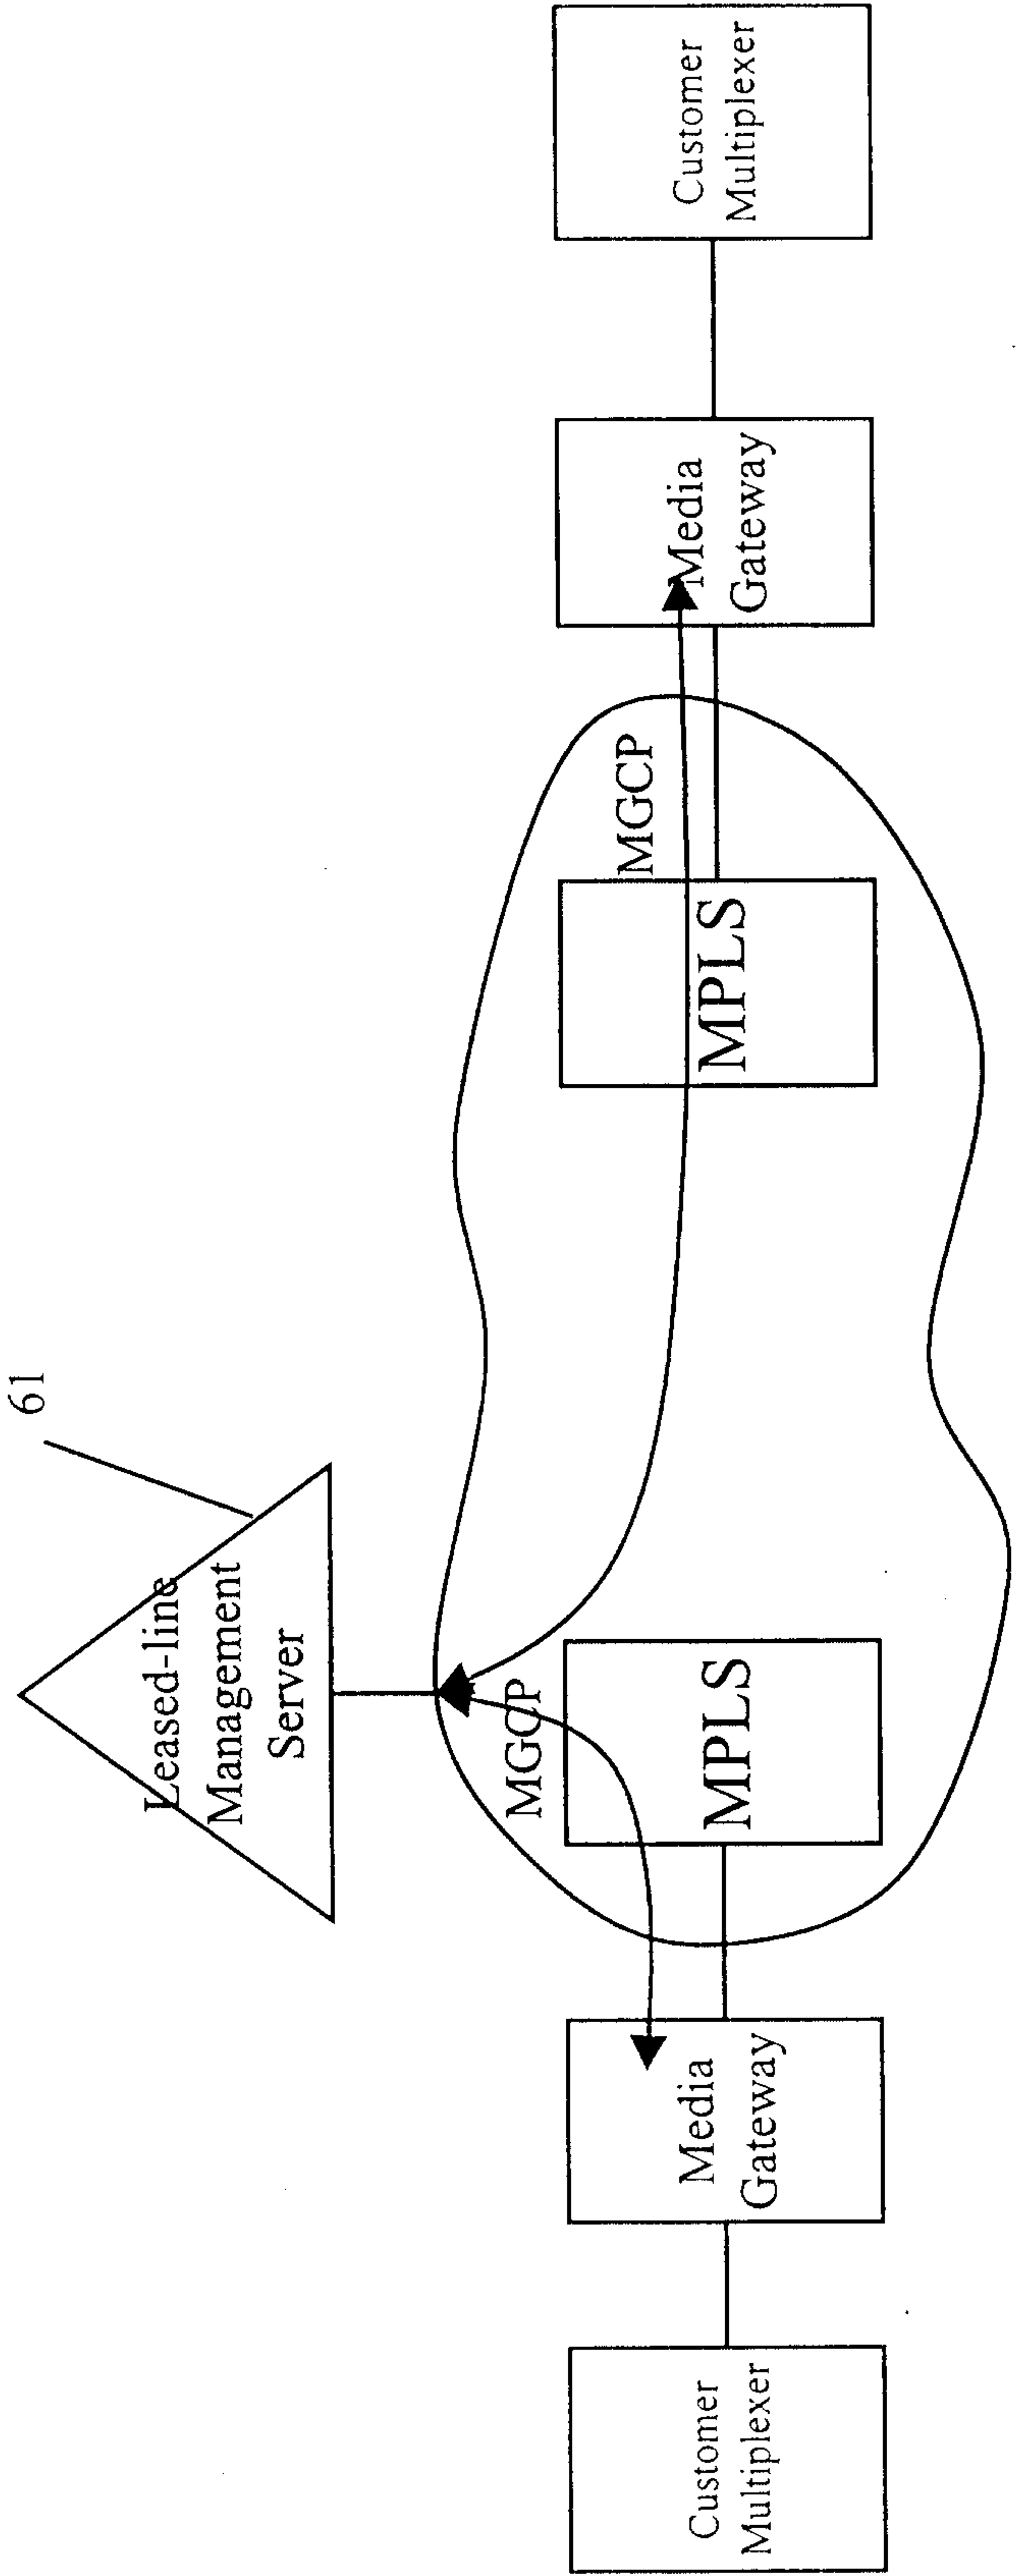 61
Leased-line
Management
Server
MGCP
MGCP
Customer
Multiplexer
Media
Gateway
MPLS
MPLS
Media
Gateway
Customer
Multiplexer